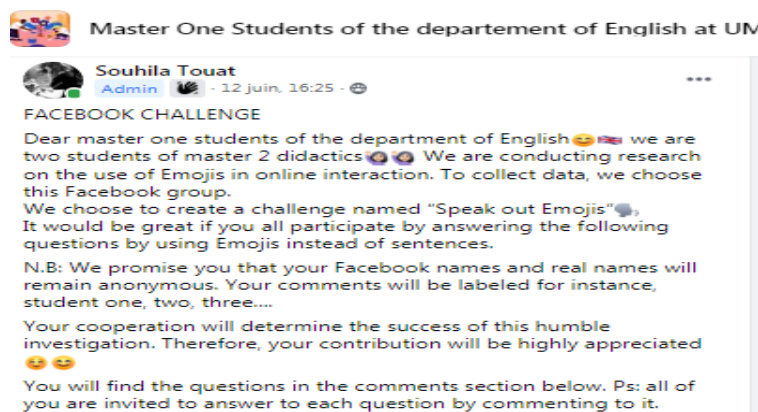 Master One Students of the departement of English at UM
Souhila Touat
Admin · 12 juin, 16:25 ·
FACEBOOK CHALLENGE
Dear master one students of the department of English😊🇬🇧 we are
two students of master 2 didactics🙋🏻‍♀️🙋🏻‍♀️ We are conducting research
on the use of Emojis in online interaction. To collect data, we choose
this Facebook group.
We choose to create a challenge named “Speak out Emojis”🗣️,
It would be great if you all participate by answering the following
questions by using Emojis instead of sentences.
N.B: We promise you that your Facebook names and real names will
remain anonymous. Your comments will be labeled for instance,
student one, two, three....
Your cooperation will determine the success of this humble
investigation. Therefore, your contribution will be highly appreciated
😊😊
You will find the questions in the comments section below. Ps: all of
you are invited to answer to each question by commenting to it.